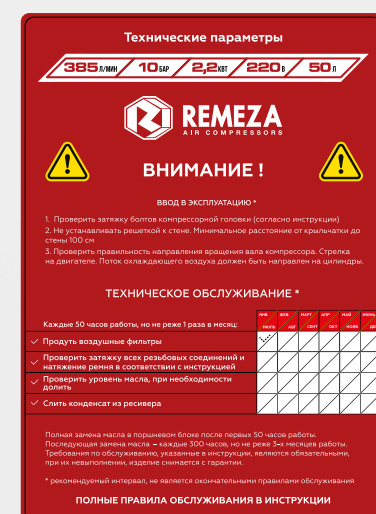 Технические параметры
385 Л/МИН 10 БАР 2,2 КВТ 220 В 50 Л
REMEZA
AIR COMPRESSORS
ВНИМАНИЕ !
ВВОД В ЭКСПЛУАТАЦИЮ *
1. Проверить затяжку болтов компрессорной головки (согласно инструкции)
2. Не устанавливать решеткой к стене. Минимальное расстояние от крыльчатки до
стены 100 см
3. Проверить правильность направления вращения вала компрессора. Стрелка
на двигателе. Поток охлаждающего воздуха должен быть направлен на цилиндры.
ТЕХНИЧЕСКОЕ ОБСЛУЖИВАНИЕ *
Каждые 50 часов работы, но не реже 1 раза в месяц:
ЯНВ ФЕВ МАРТ АПР МАЙ ИЮНЬ
ИЮЛЬ АВГ СЕНТ ОКТ НОЯБ ДЕ
Продуть воздушные фильтры
Проверить затяжку всех резьбовых соединений и
натяжение ремня в соответствии с инструкцией
Проверить уровень масла, при необходимости
долить
Слить конденсат из ресивера
Полная замена масла в поршневом блоке после первых 50 часов работы.
Последующая замена масла – каждые 300 часов, но не реже 3-х месяцев работы.
Требования по обслуживанию, указанные в инструкции, являются обязательными,
при их невыполнении, изделие снимается с гарантии.
* рекомендуемый интервал, не является окончательными правилами обслуживания
ПОЛНЫЕ ПРАВИЛА ОБСЛУЖИВАНИЯ В ИНСТРУКЦИИ